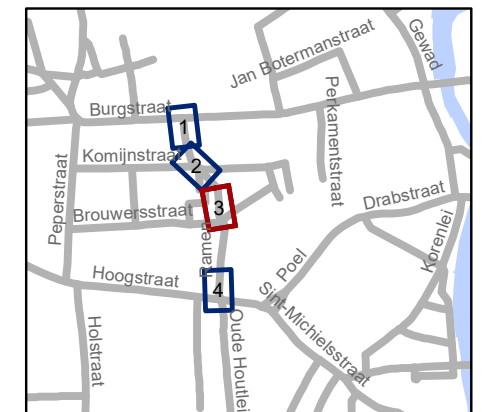 Gewad
Jan Botermanstraat
Burgstraat
1
Perkamentstraat
Komijnstraat
2
Peperstraat
Drabstraat
Brouwersstraat
3
Korenlei
Ramen
Poel
Hoogstraat
4
Sint-Michielsstraat
Holstraat
Oude Houtlei